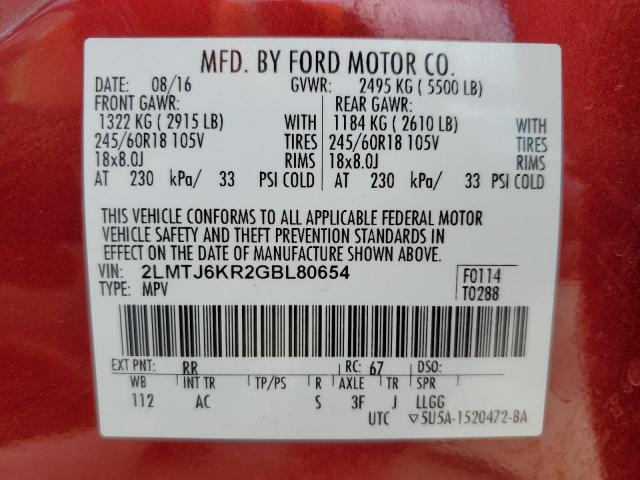 MFD. BY FORD MOTOR CO.
DATE: 08/16 GVWR: 2495 KG ( 5500 LB)
FRONT GAWR: REAR GAWR:
1322 KG ( 2915 LB) WITH 1184 KG ( 2610 LB) WITH
245/60R18 105V TIRES 245/60R18 105V TIRES
18x8.0J RIMS 18x8.0J RIMS
AT 230 kPa/ 33 PSI COLD AT 230 kPa/ 33 PSI COLD
THIS VEHICLE CONFORMS TO ALL APPLICABLE FEDERAL MOTOR
VEHICLE SAFETY AND THEFT PREVENTION STANDARDS IN
EFFECT ON THE DATE OF MANUFACTURE SHOWN ABOVE.
VIN: 2LMTJ6KR2GBL80654 F0114
TYPE: MPV T0288
EXT PNT: RR RC: 67 DSO:
WB INT TR TP/PS R AXLE TR SPR
112 AC S 3F J LLGG
UTC ▽5U5A-1520472-BA